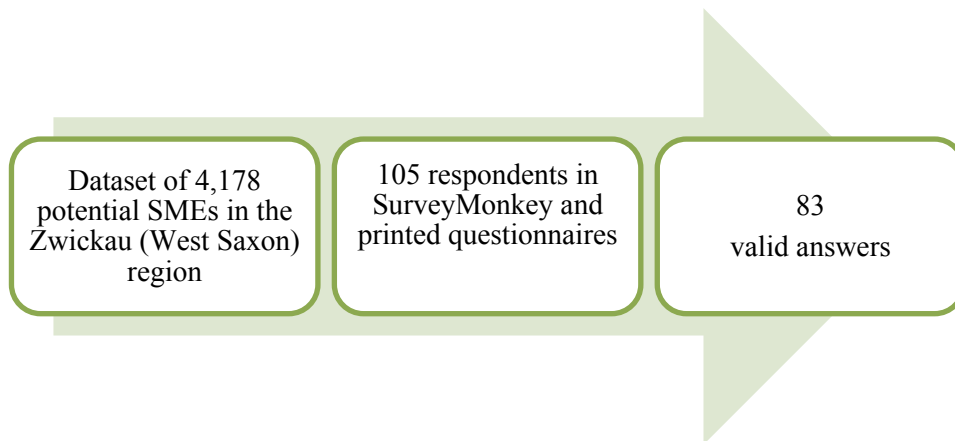 Dataset of 4,178
potential SMEs in the
Zwickau (West Saxon)
region
105 respondents in
SurveyMonkey and
printed questionnaires
83
valid answers